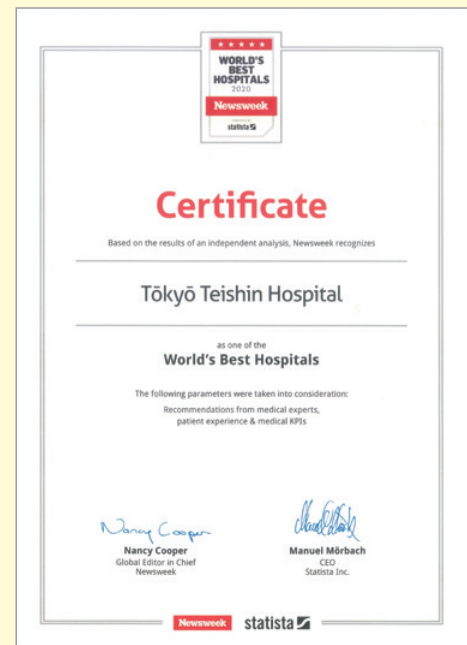 WORLD'S
BEST
HOSPITALS
2020
Newsweek
statista
Certificate
Based on the results of an independent analysis, Newsweek recognizes
Tōkyō Teishin Hospital
as one of the
World's Best Hospitals
The following parameters were taken into consideration:
Recommendations from medical experts,
patient experience & medical KPIs
Nancy Cooper
Nancy Cooper
Global Editor in Chief
Newsweek
Manuel Mörbach
CEO
Statista Inc.
Newsweek statista